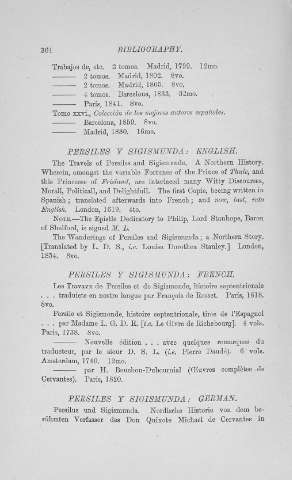 364 BIBLIOGRAPHY.
Trabajos de, etc. 2 tomos. Madrid, 1799. 12mo.
——— 2 tomos. Madrid, 1802. 8vo.
——— 2 tomos. Madrid, 1805. 8vo.
——— 4 tomos. Barcelona, 1833. 32mo.
——— Paris, 1841. 8vo.
Tomo XXVI., Colección de los mejores autores españoles.
——— Barcelona, 1859. 8vo.
——— Madrid, 1880. 16mo.
PERSILES Y SIGISMUNDA: ENGLISH.
The Travels of Persiles and Sigismunda. A Northern History.
Wherein, amongst the variable Fortunes of the Prince of Thule, and
this Princesse of Frisland, are interlaced many Witty Discourses,
Morall, Politicall, and Delightfull. The first Copie, beeing written in
Spanish; translated afterwards into French; and now, last, into
English. London, 1619. 4to.
NOTE.—The Epistle Dedicatory to Philip, Lord Stanhope, Baron
of Shelford, is signed M. L.
The Wanderings of Persiles and Sigismunda; a Northern Story.
[Translated by L. D. S., i.e. Louisa Dorothea Stanley.] London,
1854. 8vo.
PERSILES Y SIGISMUNDA: FRENCH.
Les Travaux de Persiles et de Sigismonde, histoire septentrionale
. . . traduicte en nostre langue par François de Rosset. Paris, 1618.
8vo.
Persile et Sigismonde, histoire septentrionale, tirée de l'Espagnol
. . . par Madame L. G. D. R. [i.e. Le Givre de Richebourg]. 4 vols.
Paris, 1738. 8vo.
——— Nouvelle édition . . . avec quelques remarques du
traducteur, par le sieur D. S. L. (i.e. Pierre Daudé). 6 vols.
Amsterdam, 1740. 12mo.
——— par H. Bouchon-Dubournial (Œuvres complètes de
Cervantes). Paris, 1820.
PERSILES Y SIGISMUNDA: GERMAN.
Persilus und Sigismunda. Nordische Historie von dem be-
rühmten Verfasser des Don Quixote Michael de Cervantes in